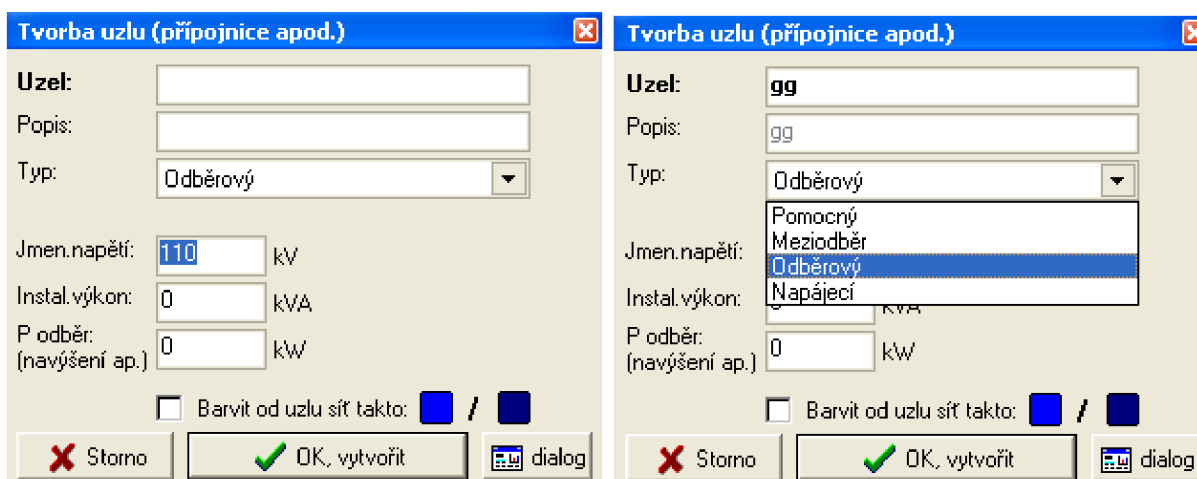 Tvorba uzlu (přípojnice apod.)
Uzel:
Popis:
Typ: Odběrový
Jmen.napětí: 110 kV
Instal.výkon: 0 kVA
P odběr:
(navýšení ap.) 0 kW
Barvit od uzlu síť takto: /
Storno OK, vytvořit dialog
Tvorba uzlu (přípojnice apod.)
Uzel: gg
Popis: gg
Typ: Odběrový
Pomocný
Meziodběr
Odběrový
Napájecí
Jmen.napětí:
Instal.výkon: 0 kVA
P odběr:
(navýšení ap.) 0 kW
Barvit od uzlu síť takto: /
Storno OK, vytvořit dialog